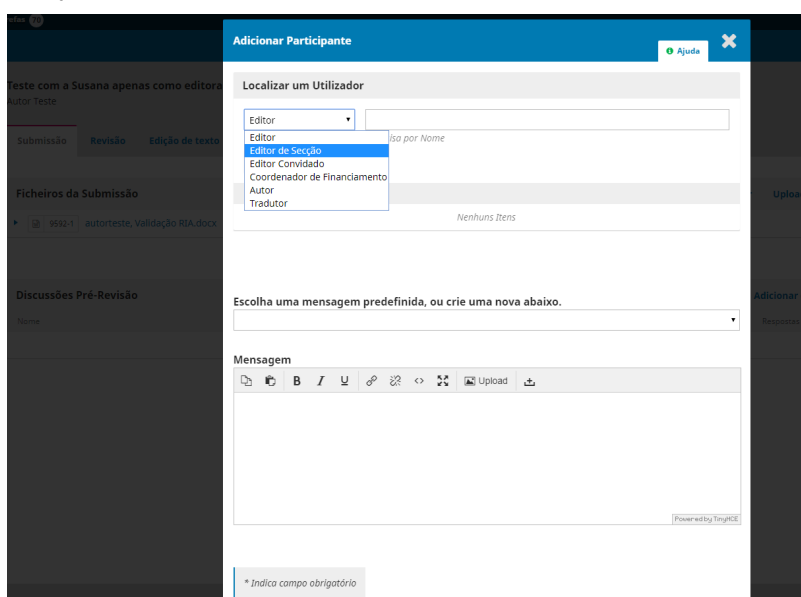 refas 70
Adicionar Participante
Ajuda
Teste com a Susana apenas como editora
Autor Teste
Localizar um Utilizador
Editor
isa por Nome
Editor
Editor de Secção
Editor Convidado
Coordenador de Financiamento
Autor
Tradutor
Submissão Revisão Edição de texto
Ficheiros da Submissão
Uploa
9592-1 autorteste, Validação RIA.docx
Nenhuns Itens
Discussões Pré-Revisão
Adicionar
Nome
Respostas
Escolha uma mensagem predefinida, ou crie uma nova abaixo.
Mensagem
B I U Upload
Powered by TinyMCE
* Indica campo obrigatório